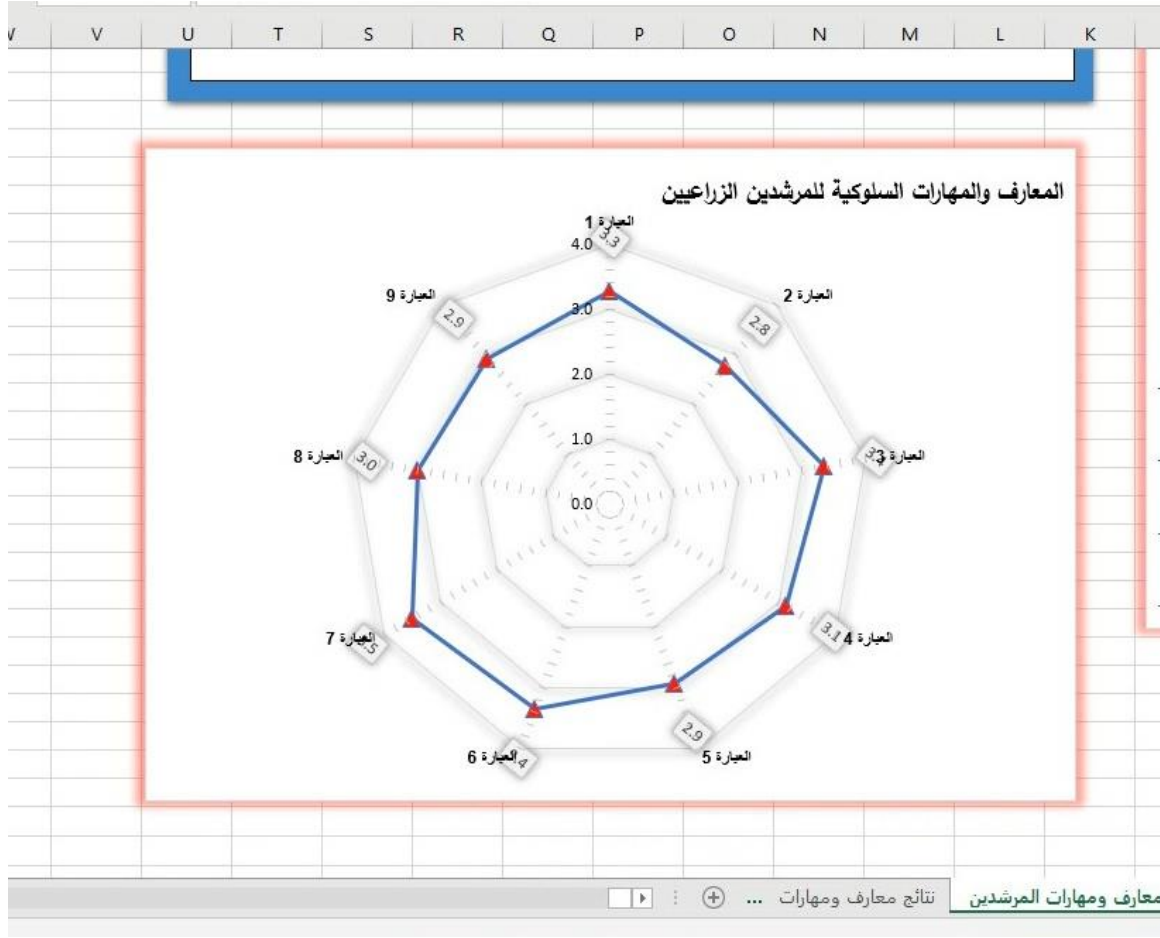 V U T S R Q P O N M L K
المعارف والمهارات السلوكية للمرشدين الزراعيين
العبارة 1
3.3
4.0
3.0
2.0
1.0
0.0
العبارة 2
2.8
العبارة 3
العبارة 4
3.1
العبارة 5
2.9
العبارة 6
العبارة 7
العبارة 8
3.0
العبارة 9
2.9
معارف ومهارات المرشدين
نتائج معارف ومهارات ...